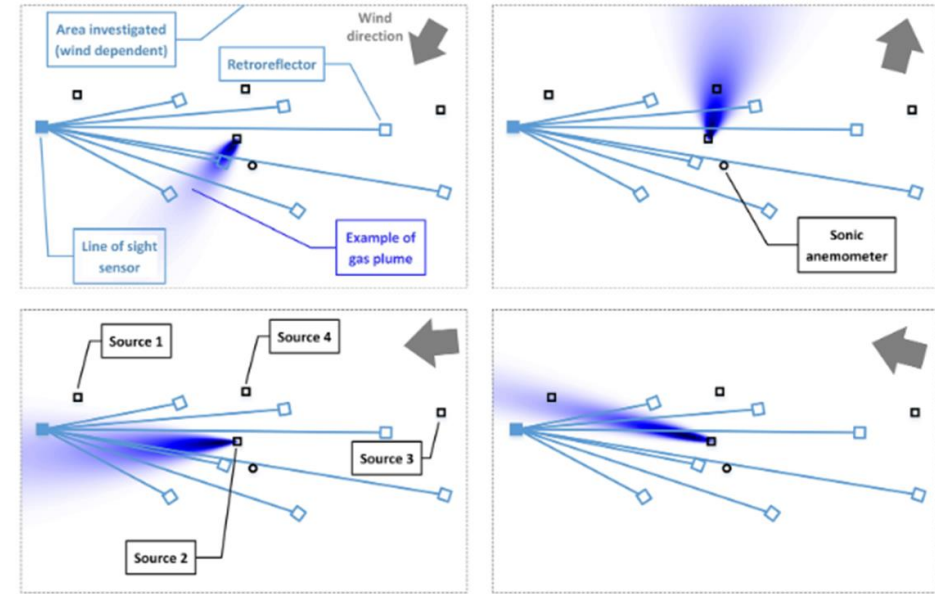 Area investigated
(wind dependent)
Wind
direction
Retroreflector
Line of sight
sensor
Example of
gas plume
Sonic
anemometer
Source 1
Source 4
Source 3
Source 2